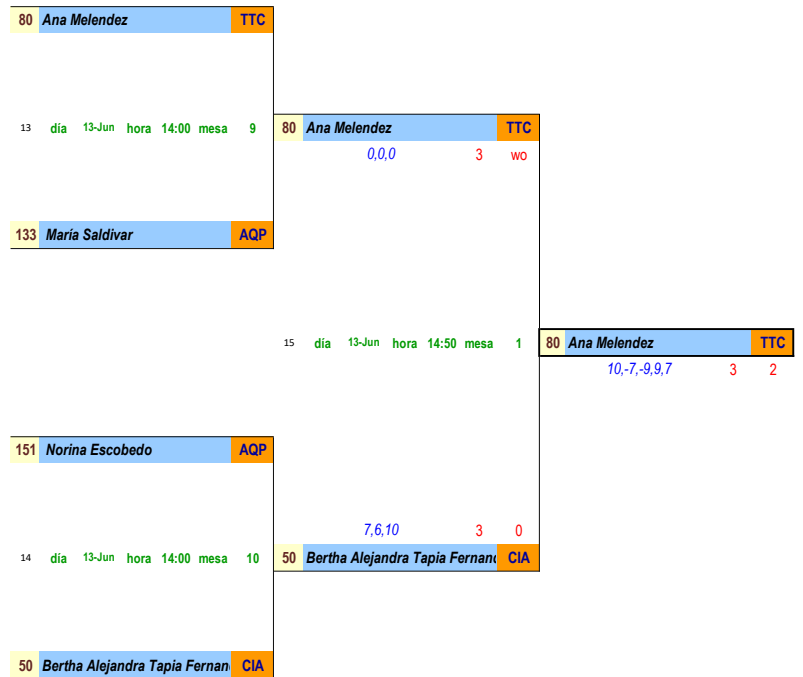 80 Ana Melendez TTC
13 día 13-Jun hora 14:00 mesa 9 80 Ana Melendez TTC
0,0,0 3 wo
133 María Saldivar AQP
15 día 13-Jun hora 14:50 mesa 1 80 Ana Melendez TTC
10,-7,-9,9,7 3 2
151 Norina Escobedo AQP
7,6,10 3 0
14 día 13-Jun hora 14:00 mesa 10 50 Bertha Alejandra Tapia Fernand CIA
50 Bertha Alejandra Tapia Fernan CIA